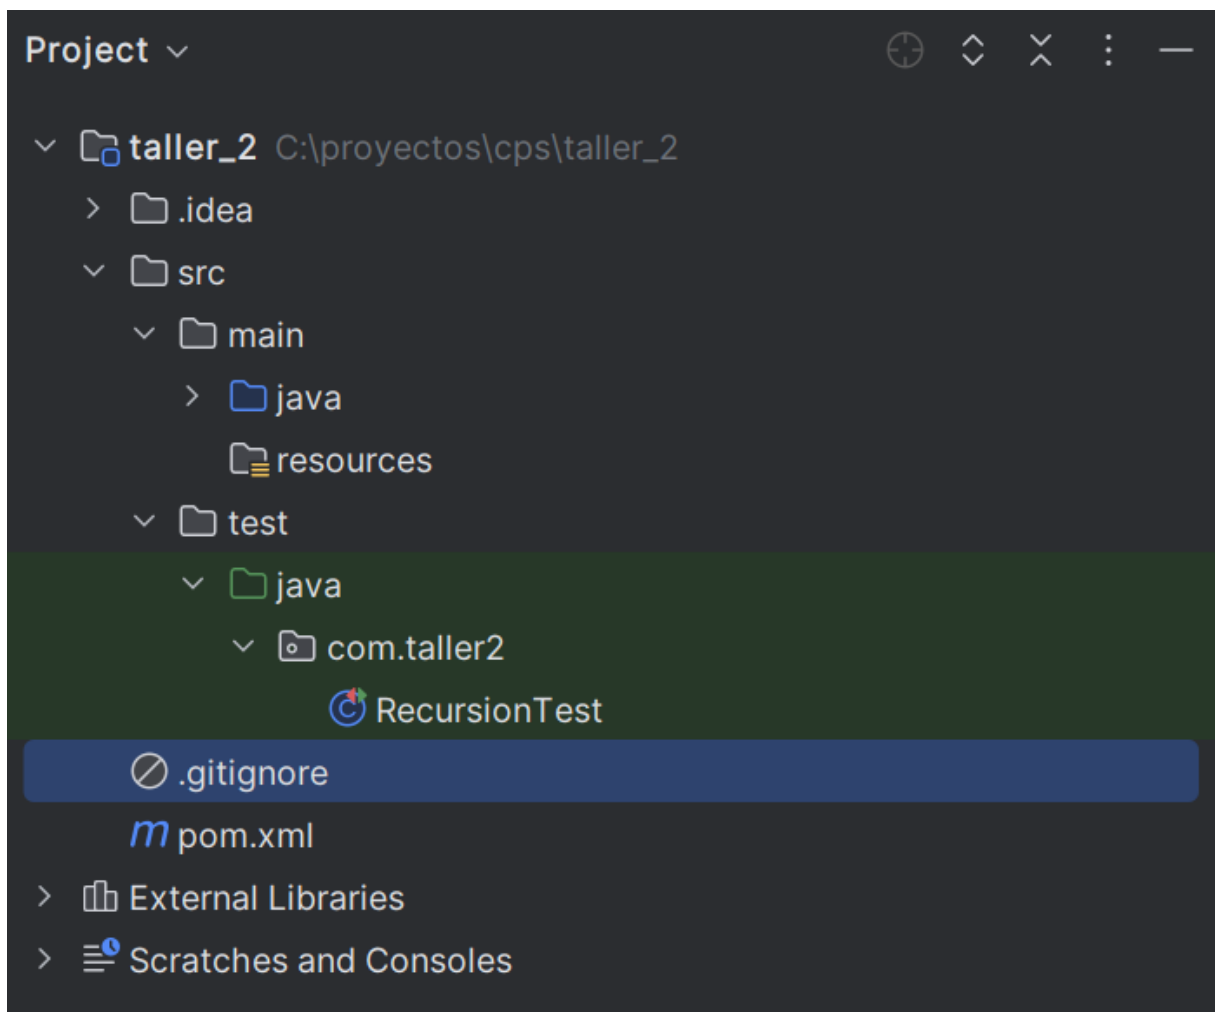 Project
taller_2 C:\proyectos\cps\taller_2
.idea
src
main
java
resources
test
java
com.taller2
RecursionTest
.gitignore
pom.xml
External Libraries
Scratches and Consoles